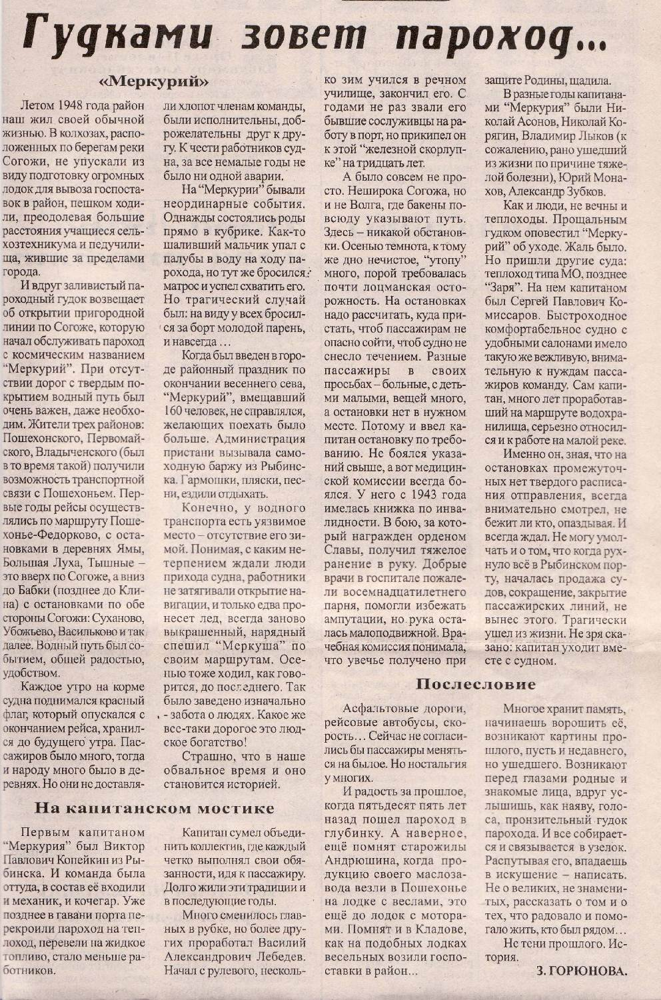 Гудками зовет пароход...
«Меркурий»
Летом 1948 года район
наш жил своей обычной
жизнью. В колхозах, распо-
ложенных по берегам реки
Согожи, не упускали из
виду подготовку огромных
лодок для вывоза госпоста-
вок в район, пешком ходи-
ли, преодолевая большие
расстояния учащиеся сель-
хозтехникума и педучили-
ща, жившие за пределами
города.
И вдруг заливистый па-
роходный гудок возвещает
об открытии пригородной
линии по Согоже, которую
начал обслуживать пароход
с космическим названием
“Меркурий”. При отсут-
ствии дорог с твердым по-
крытием водный путь был
очень важен, даже необхо-
дим. Жители трех районов:
Пошехонского, Первомай-
ского, Владыченского (был
в то время такой) получили
возможность транспортной
связи с Пошехоньем. Пер-
вые годы рейсы осуществ-
лялись по маршруту Поше-
хонье-Федорково, с оста-
новками в деревнях Ямы,
Большая Луха, Тышные –
это вверх по Согоже, а вниз
до Бабки (позднее до Кли-
на) с остановками по обе
стороны Согожи: Суханово,
Убожьево, Васильково и так
далее. Водный путь был со-
бытием, общей радостью,
удобством.
Каждое утро на корме
судна поднимался красный
флаг, который опускался с
окончанием рейса, хранил-
ся до будущего утра. Пас-
сажиров было много, тогда
и народу много было в де-
ревнях. Но они не доставля-
ли хлопот членам команды,
были исполнительны, доб-
рожелательны друг к дру-
гу. К чести работников суд-
на, за все немалые годы не
было ни одной аварии.
На “Меркурии” бывали
неординарные события.
Однажды состоялись роды
прямо в кубрике. Как-то
шаливший мальчик упал с
палубы в воду на ходу па-
рохода, но тут же бросился
матрос и успел схватить его.
Но трагический случай
был: на виду у всех бросил-
ся за борт молодой парень,
и навсегда ...
Когда был введен в горо-
де районный праздник по
окончании весеннего сева,
“Меркурий”, вмещавший
160 человек, не справлялся,
желающих поехать было
больше. Администрация
пристани вызывала само-
ходную баржу из Рыбинс-
ка. Гармошки, пляски, пес-
ни, ездили отдыхать.
Конечно, у водного
транспорта есть уязвимое
место – отсутствие его зи-
мой. Понимая, с каким не-
терпением ждали люди
прихода судна, работники
не затягивали открытие на-
вигации, и только едва про-
несет лед, всегда заново
выкрашенный, нарядный
спешил “Меркуша” по
своим маршрутам. Осе-
нью тоже ходил, как гово-
рится, до последнего. Так
было заведено изначально
- забота о людях. Какое же
все-таки дорогое это люд-
ское богатство!
Страшно, что в наше
обвальное время и оно
становится историей.
На капитанском мостике
Первым капитаном
“Меркурия” был Виктор
Павлович Копейкин из Ры-
бинска. И команда была
оттуда, в состав её входили
и механик, и кочегар. Уже
позднее в гавани порта пе-
рекроили пароход на теп-
лоход, перевели на жидкое
топливо, стало меньше ра-
ботников.
Капитан сумел объеди-
нить коллектив, где каждый
четко выполнял свои обя-
занности, идя к пассажиру.
Долго жили эти традиции и
в последующие годы.
Много сменилось глав-
ных в рубке, но более дру-
гих проработал Василий
Александрович Лебедев.
Начал с рулевого, несколь-
ко зим учился в речном
училище, закончил его. С
годами не раз звали его
бывшие сослуживцы на ра-
боту в порт, но прикипел он
к этой “железной скорлуп-
ке” на тридцать лет.
А было совсем не про-
сто. Неширока Согожа, но
и не Волга, где бакены по-
всюду указывают путь.
Здесь – никакой обстанов-
ки. Осенью темнота, к тому
же дно нечистое, “утопу”
много, порой требовалась
почти лоцманская осто-
рожность. На остановках
надо рассчитать, куда при-
стать, чтоб пассажирам не
опасно сойти, чтоб судно не
снесло течением. Разные
пассажиры в своих
просьбах – больные, с деть-
ми малыми, вещей много,
а остановки нет в нужном
месте. Потому и ввел ка-
питан остановку по требо-
ванию. Не боялся указа-
ний свыше, а вот медицин-
ской комиссии всегда бо-
ялся. У него с 1943 года
имелась книжка по инва-
лидности. В бою, за кото-
рый награжден орденом
Славы, получил тяжелое
ранение в руку. Добрые
врачи в госпитале пожале-
ли восемнадцатилетнего
парня, помогли избежать
ампутации, но рука оста-
лась малоподвижной. Вра-
чебная комиссия понимала,
что увечье получено при
защите Родины, щадила.
В разные годы капитана-
ми “Меркурия” были Ни-
колай Асонов, Николай Ко-
рягин, Владимир Лыков (к
сожалению, рано ушедший
из жизни по причине тяже-
лой болезни), Юрий Мона-
хов, Александр Зубков.
Как и люди, не вечны и
теплоходы. Прощальным
гудком оповестил “Мерку-
рий” об уходе. Жаль было.
Но пришли другие суда:
теплоход типа МО, позднее
“Заря”. На нем капитаном
был Сергей Павлович Ко-
миссаров. Быстроходное
комфортабельное судно с
удобными салонами имело
такую же вежливую, внима-
тельную к нуждам пасса-
жиров команду. Сам капи-
тан, много лет проработав-
ший на маршруте водохра-
нилища, серьезно относил-
ся и к работе на малой реке.
Именно он, зная, что на
остановках промежуточ-
ных нет твердого расписа-
ния отправления, всегда
внимательно смотрел, не
бежит ли кто, опаздывая. И
всегда ждал. Не могу умол-
чать и о том, что когда рух-
нуло всё в Рыбинском пор-
ту, началась продажа су-
дов, сокращение, закрытие
пассажирских линий, не
вынес этого. Трагически
ушел из жизни. Не зря ска-
зано: капитан уходит вме-
сте с судном.
Послесловие
Асфальтовые дороги,
рейсовые автобусы, ско-
рость... Сейчас не согласи-
лись бы пассажиры менять-
ся на былое. Но ностальгия
у многих.
И радость за прошлое,
когда пятьдесят пять лет
назад пошел пароход в
глубинку. А наверное,
ещё помнят старожилы
Андрюшина, когда про-
дукцию своего маслоза-
вода везли в Пошехонье
на лодке с веслами, это
ещё до лодок с мотора-
ми. Помнят и в Кладове,
как на подобных лодках
весельных возили госпо-
ставки в район...
Многое хранит память,
начинаешь ворошить её,
возникают картины про-
шлого, пусть и недавнего,
но ушедшего. Возникают
перед глазами родные и
знакомые лица, вдруг ус-
лышишь, как наяву, голо-
са, пронзительный гудок
парохода. И все собирает-
ся и связывается в узелок.
Распутывая его, впадаешь
в искушение – написать.
Не о великих, не знамени-
тых, рассказать о том и о
тех, что радовало и помо-
гало жить, кто был рядом...
Не тени прошлого. Ис-
тория.
З. ГОРЮНОВА.